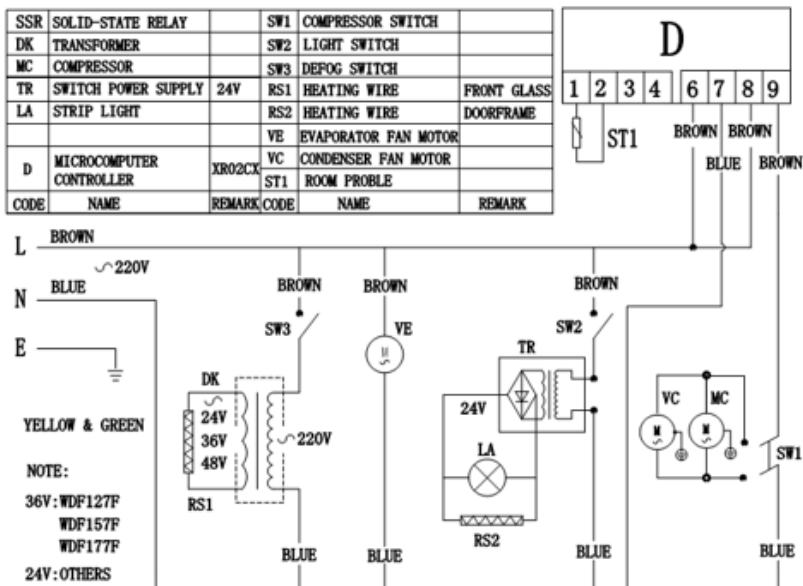 SSR SOLID-STATE RELAY SW1 COMPRESSOR SWITCH
DK TRANSFORMER SW2 LIGHT SWITCH
MC COMPRESSOR SW3 DEFOG SWITCH
TR SWITCH POWER SUPPLY 24V RS1 HEATING WIRE FRONT GLASS
LA STRIP LIGHT RS2 HEATING WIRE DOORFRAME
VE EVAPORATOR FAN MOTOR
D MICROCOMPUTER CONTROLLER XR02CX VC CONDENSER FAN MOTOR
ST1 ROOM PROBLE
CODE NAME REMARK CODE NAME REMARK
D
1 2 3 4 6 7 8 9
ST1
BROWN BROWN
BLUE BROWN
L BROWN
220V
N BLUE
E
BROWN BROWN BROWN
SW3 VE SW2
TR
DK
24V
36V
48V
220V
RS1
24V
LA
RS2
VC MC
M M
SW1
YELLOW & GREEN
NOTE:
36V:WDF127F
WDF157F
WDF177F
24V:OTHERS
BLUE BLUE BLUE BLUE